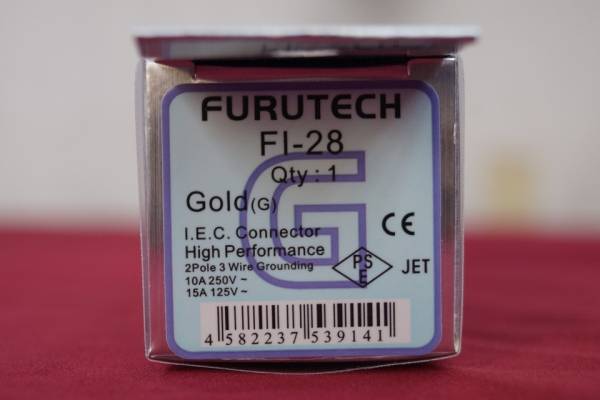 FURUTECH
FI-28
Qty : 1
G
Gold(G)
I.E.C. Connector
High Performance
2Pole 3 Wire Grounding
10A 250V ~
15A 125V ~
CE
PS
E
JET
4 582237 539141